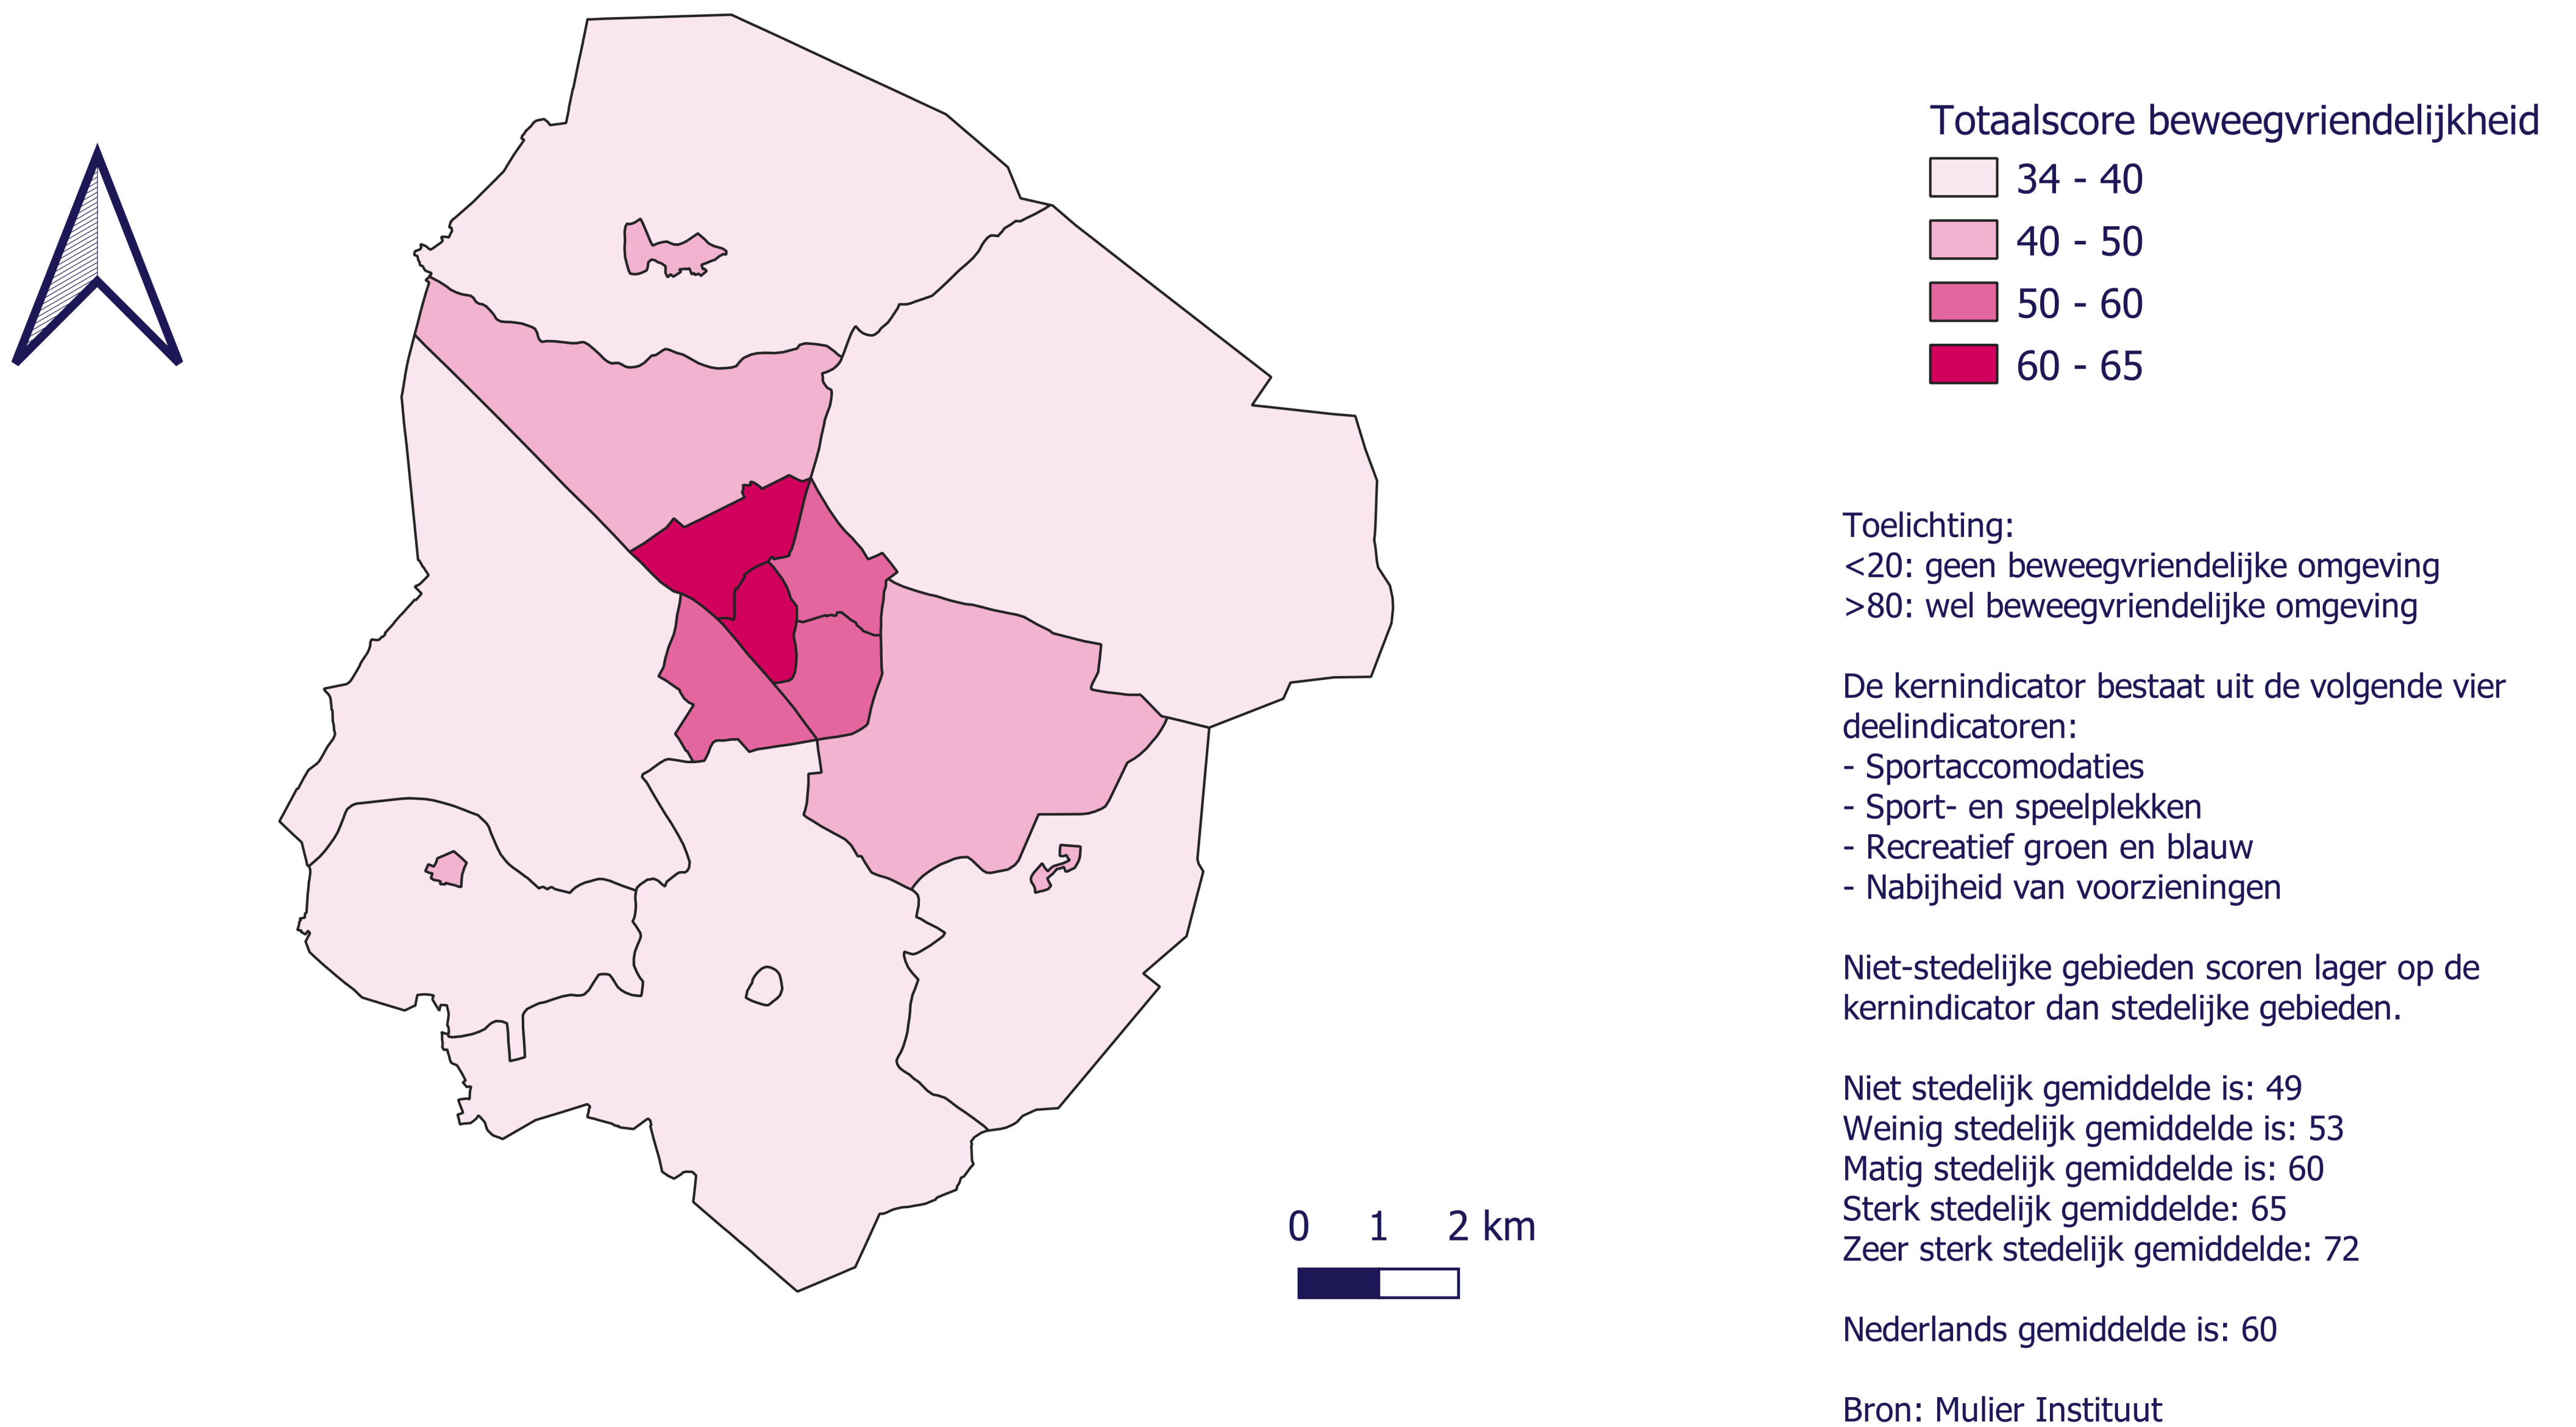 Totaalscore beweegvriendelijkheid
34 - 40
40 - 50
50 - 60
60 - 65
Toelichting:
<20: geen beweegvriendelijke omgeving
>80: wel beweegvriendelijke omgeving
De kernindicator bestaat uit de volgende vier
deelindicatoren:
- Sportaccomodaties
- Sport- en speelplekken
- Recreatief groen en blauw
- Nabijheid van voorzieningen
Niet-stedelijke gebieden scoren lager op de
kernindicator dan stedelijke gebieden.
Niet stedelijk gemiddelde is: 49
Weinig stedelijk gemiddelde is: 53
Matig stedelijk gemiddelde is: 60
Sterk stedelijk gemiddelde: 65
Zeer sterk stedelijk gemiddelde: 72
Nederlands gemiddelde is: 60
Bron: Mulier Instituut
0 1 2 km